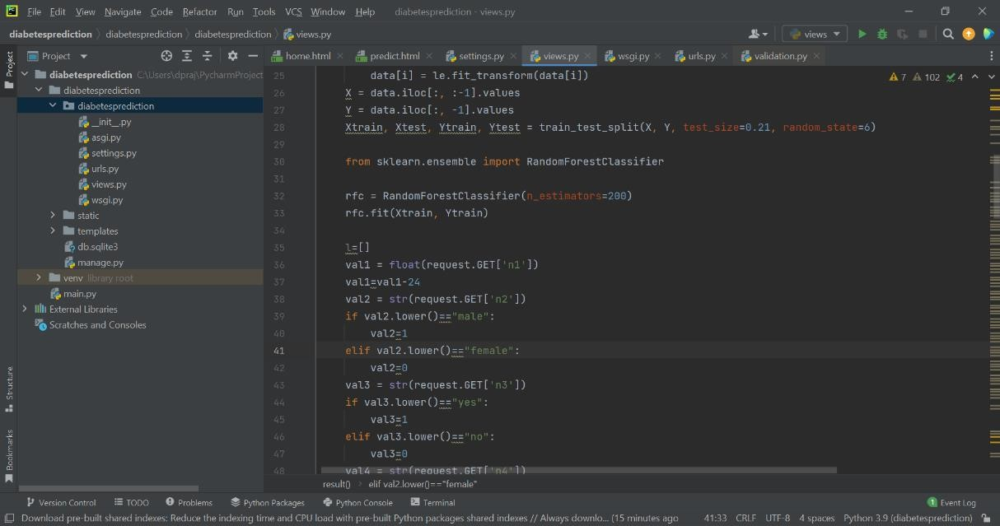 PC File Edit View Navigate Code Refactor Run Tools VCS Window Help diabetesprediction - views.py
diabetesprediction diabetesprediction diabetesprediction views.py views
Project
Project
home.html predict.html settings.py views.py wsgi.py urls.py validation.py
7 102 4
diabetesprediction C:\Users\dpraj\PycharmProject
diabetesprediction
diabetesprediction
__init__.py
asgi.py
settings.py
urls.py
views.py
wsgi.py
static
templates
db.sqlite3
manage.py
venv library root
main.py
External Libraries
Scratches and Consoles
Structure
Bookmarks
25 data[i] = le.fit_transform(data[i])
26 X = data.iloc[:, :-1].values
27 Y = data.iloc[:, -1].values
28 Xtrain, Xtest, Ytrain, Ytest = train_test_split(X, Y, test_size=0.21, random_state=6)
29
30 from sklearn.ensemble import RandomForestClassifier
31
32 rfc = RandomForestClassifier(n_estimators=200)
33 rfc.fit(Xtrain, Ytrain)
34
35 l=[]
36 val1 = float(request.GET['n1'])
37 val1=val1-24
38 val2 = str(request.GET['n2'])
39 if val2.lower()=="male":
40 val2=1
41 elif val2.lower()=="female":
42 val2=0
43 val3 = str(request.GET['n3'])
44 if val3.lower()=="yes":
45 val3=1
46 elif val3.lower()=="no":
47 val3=0
48 val4 = str(request.GET['n4'])
result() elif val2.lower()=="female"
Version Control TODO Problems Python Packages Python Console Terminal 1 Event Log
Download pre-built shared indexes: Reduce the indexing time and CPU load with pre-built Python packages shared indexes // Always downlo... (15 minutes ago 41:33 CRLF UTF-8 4 spaces Python 3.9 (diabetesprediction)